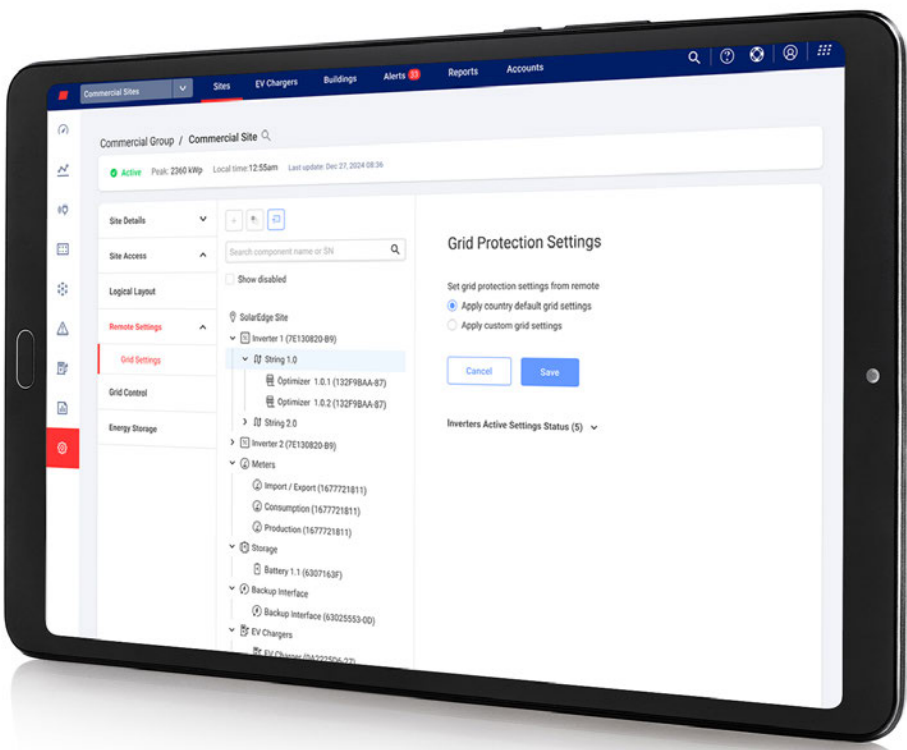 Commercial Sites
Sites
EV Chargers
Buildings
Alerts 33
Reports
Accounts
Commercial Group / Commercial Site
Active Peak: 2360 kWp Local time:12:55am Last update: Dec 27, 2024 08:36
Site Details
Site Access
Logical Layout
Remote Settings
Grid Settings
Grid Control
Energy Storage
Search component name or SN
Show disabled
SolarEdge Site
Inverter 1 (7E130820-B9)
String 1.0
Optimizer 1.0.1 (132F9BAA-87)
Optimizer 1.0.2 (132F9BAA-87)
String 2.0
Inverter 2 (7E130820-B9)
Meters
Import / Export (1677721811)
Consumption (1677721811)
Production (1677721811)
Storage
Battery 1.1 (6307163F)
Backup Interface
Backup Interface (63025553-0D)
EV Chargers
EV Charger (0A2225D6-27)
Grid Protection Settings
Set grid protection settings from remote
Apply country default grid settings
Apply custom grid settings
Cancel
Save
Inverters Active Settings Status (5)